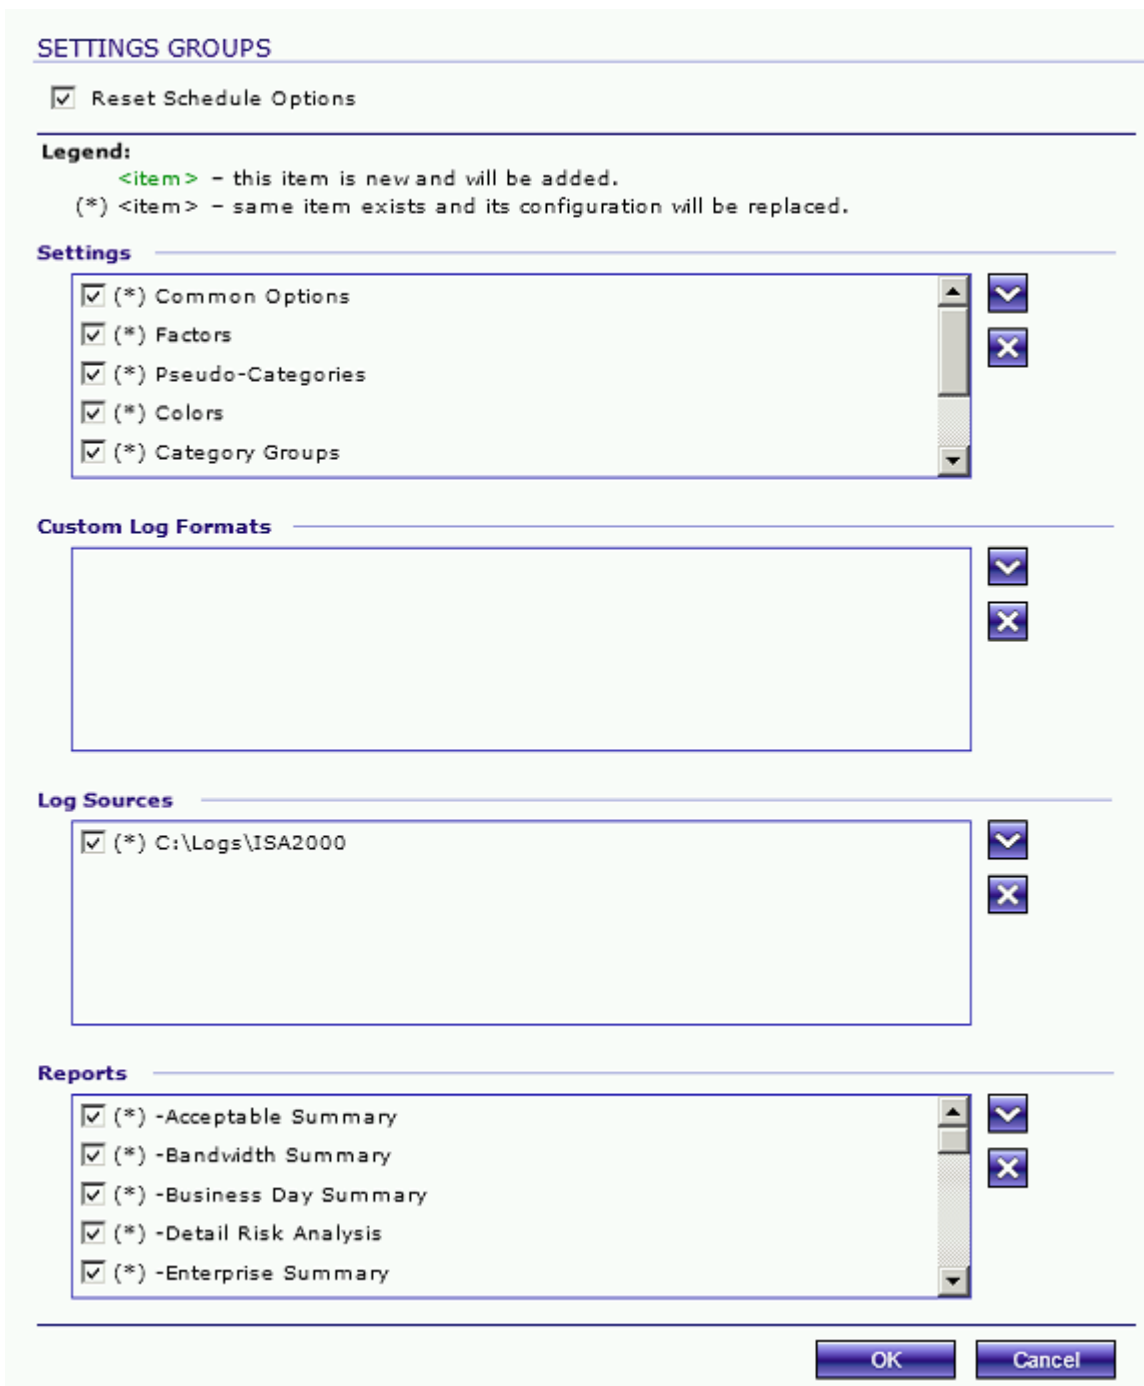 SETTINGS GROUPS
Reset Schedule Options
Legend:
<item> – this item is new and will be added.
(*) <item> – same item exists and its configuration will be replaced.
Settings
(*) Common Options
(*) Factors
(*) Pseudo-Categories
(*) Colors
(*) Category Groups
Custom Log Formats
Log Sources
(*) C:\Logs\ISA2000
Reports
(*) -Acceptable Summary
(*) -Bandwidth Summary
(*) -Business Day Summary
(*) -Detail Risk Analysis
(*) -Enterprise Summary
OK Cancel